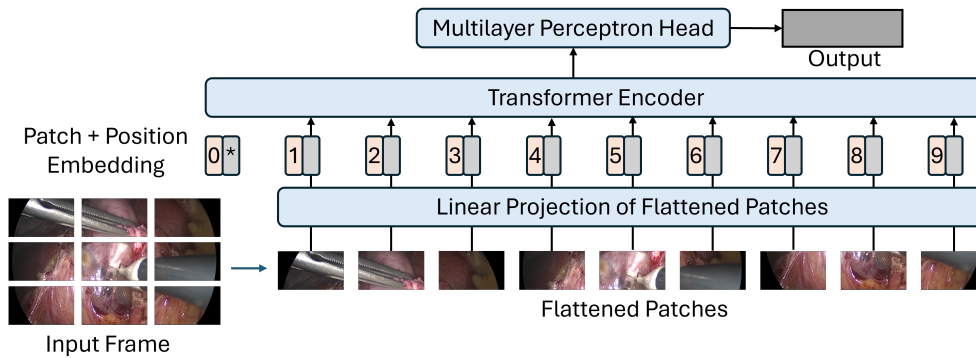 Multilayer Perceptron Head
Output
Transformer Encoder
Patch + Position
Embedding
0 * 1 2 3 4 5 6 7 8 9
Linear Projection of Flattened Patches
Flattened Patches
Input Frame